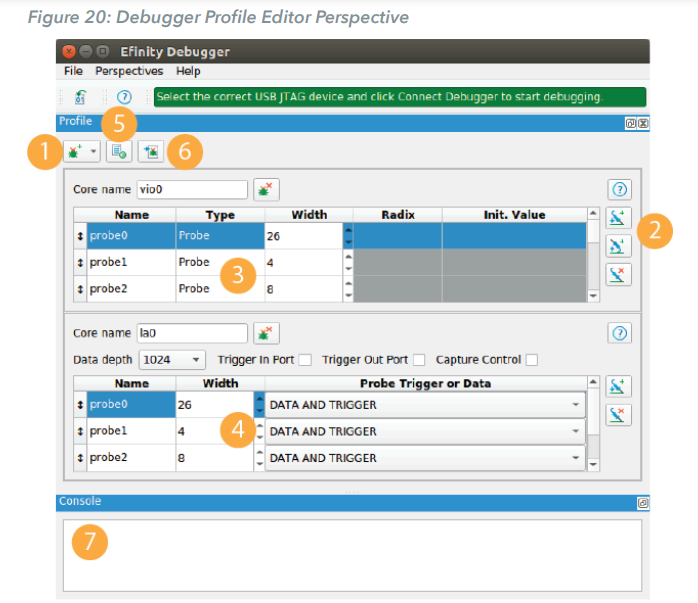 Figure 20: Debugger Profile Editor Perspective
Efinity Debugger
File Perspectives Help
Select the correct USB JTAG device and click Connect Debugger to start debugging.
Profile
5
1
6
Core name vio0
Name Type Width Radix Init. Value
2
probe0 Probe 26
probe1 Probe 4
3
probe2 Probe 8
Core name la0
Data depth 1024 Trigger In Port Trigger Out Port Capture Control
Name Width Probe Trigger or Data
probe0 26 DATA AND TRIGGER
4
probe1 4 DATA AND TRIGGER
probe2 8 DATA AND TRIGGER
Console
7